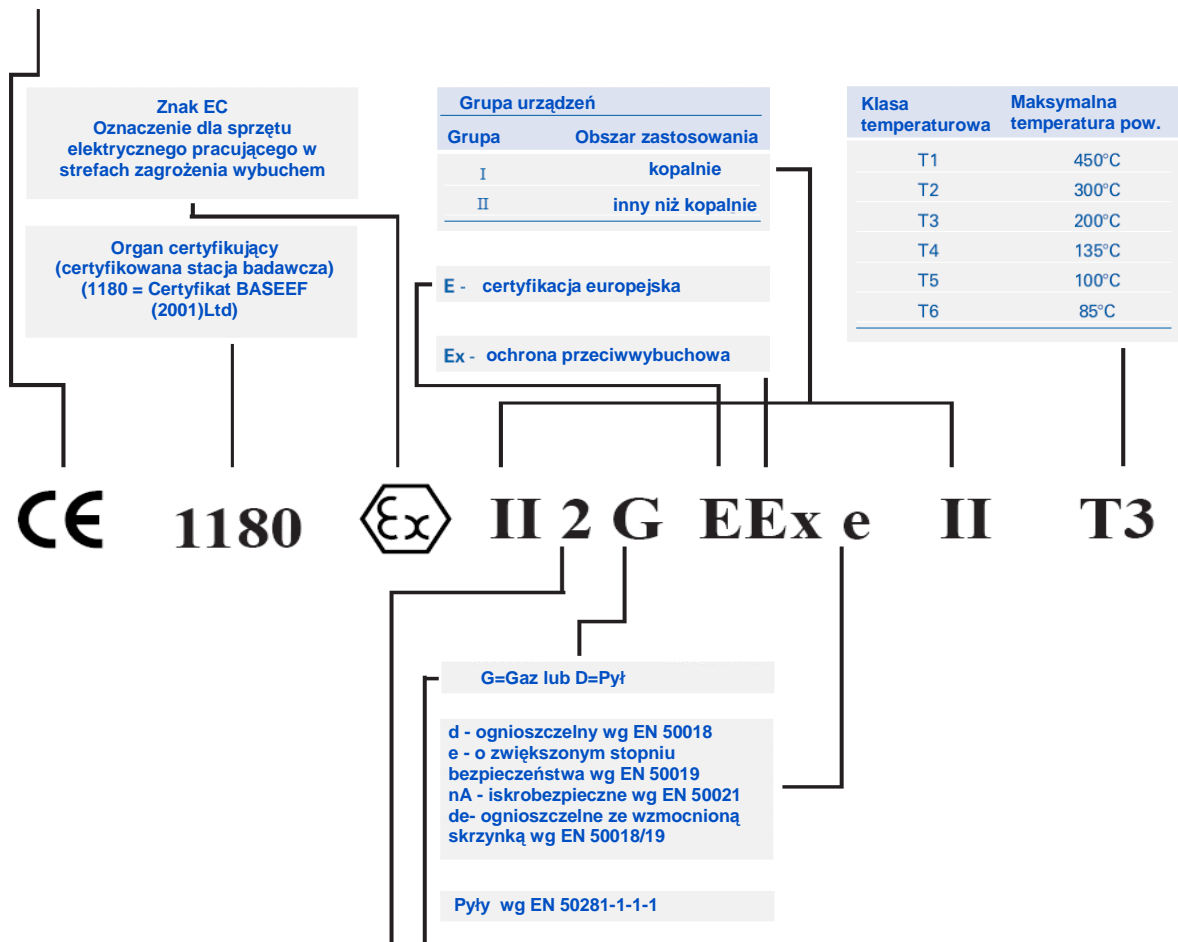 Znak EC
Oznaczenie dla sprzętu
elektrycznego pracującego w
strefach zagrożenia wybuchem
Organ certyfikujący
(certyfikowana stacja badawcza)
(1180 = Certyfikat BASEEF
(2001)Ltd)
Grupa urządzeń
Grupa Obszar zastosowania
I kopalnie
II inny niż kopalnie
E - certyfikacja europejska
Ex - ochrona przeciwwybuchowa
Klasa temperaturowa Maksymalna temperatura pow.
T1 450°C
T2 300°C
T3 200°C
T4 135°C
T5 100°C
T6 85°C
CE 1180 Ex II 2 G EEx e II T3
G=Gaz lub D=Pył
d - ognioszczelny wg EN 50018
e - o zwiększonym stopniu
bezpieczeństwa wg EN 50019
nA - iskrobezpieczne wg EN 50021
de- ognioszczelne ze wzmocnioną
skrzynką wg EN 50018/19
Pyły wg EN 50281-1-1-1